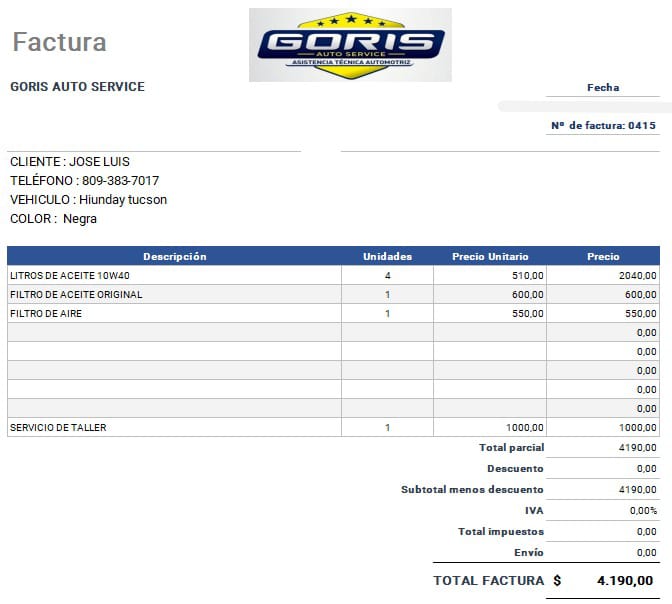 Factura
GORIS
AUTO SERVICE
ASISTENCIA TÉCNICA AUTOMOTRIZ
GORIS AUTO SERVICE
Fecha
Nº de factura: 0415
CLIENTE : JOSE LUIS
TELÉFONO : 809-383-7017
VEHICULO : Hiunday tucson
COLOR : Negra
Descripción Unidades Precio Unitario Precio
LITROS DE ACEITE 10W40 4 510,00 2040,00
FILTRO DE ACEITE ORIGINAL 1 600,00 600,00
FILTRO DE AIRE 1 550,00 550,00
0,00
0,00
0,00
0,00
0,00
SERVICIO DE TALLER 1 1000,00 1000,00
Total parcial 4190,00
Descuento 0,00
Subtotal menos descuento 4190,00
IVA 0,00%
Total impuestos 0,00
Envío 0,00
TOTAL FACTURA $ 4.190,00